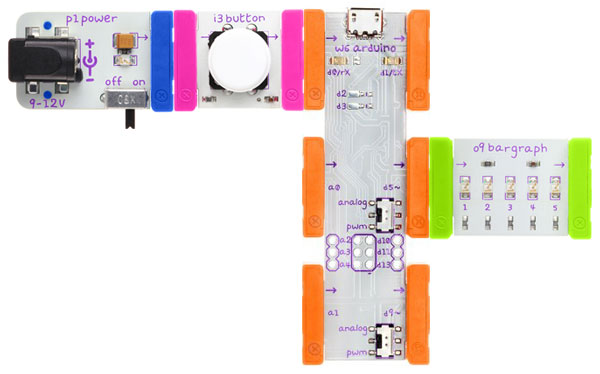 p1 power
+
-
off on
9-12V
i3 button
w6 arduino
d0/rX
d1/tX
d2
d3
a0
d5~
analog
pwm
a2
a3
a4
d10
d11
d13
a1
d9~
analog
pwm
o9 bargraph
1 2 3 4 5